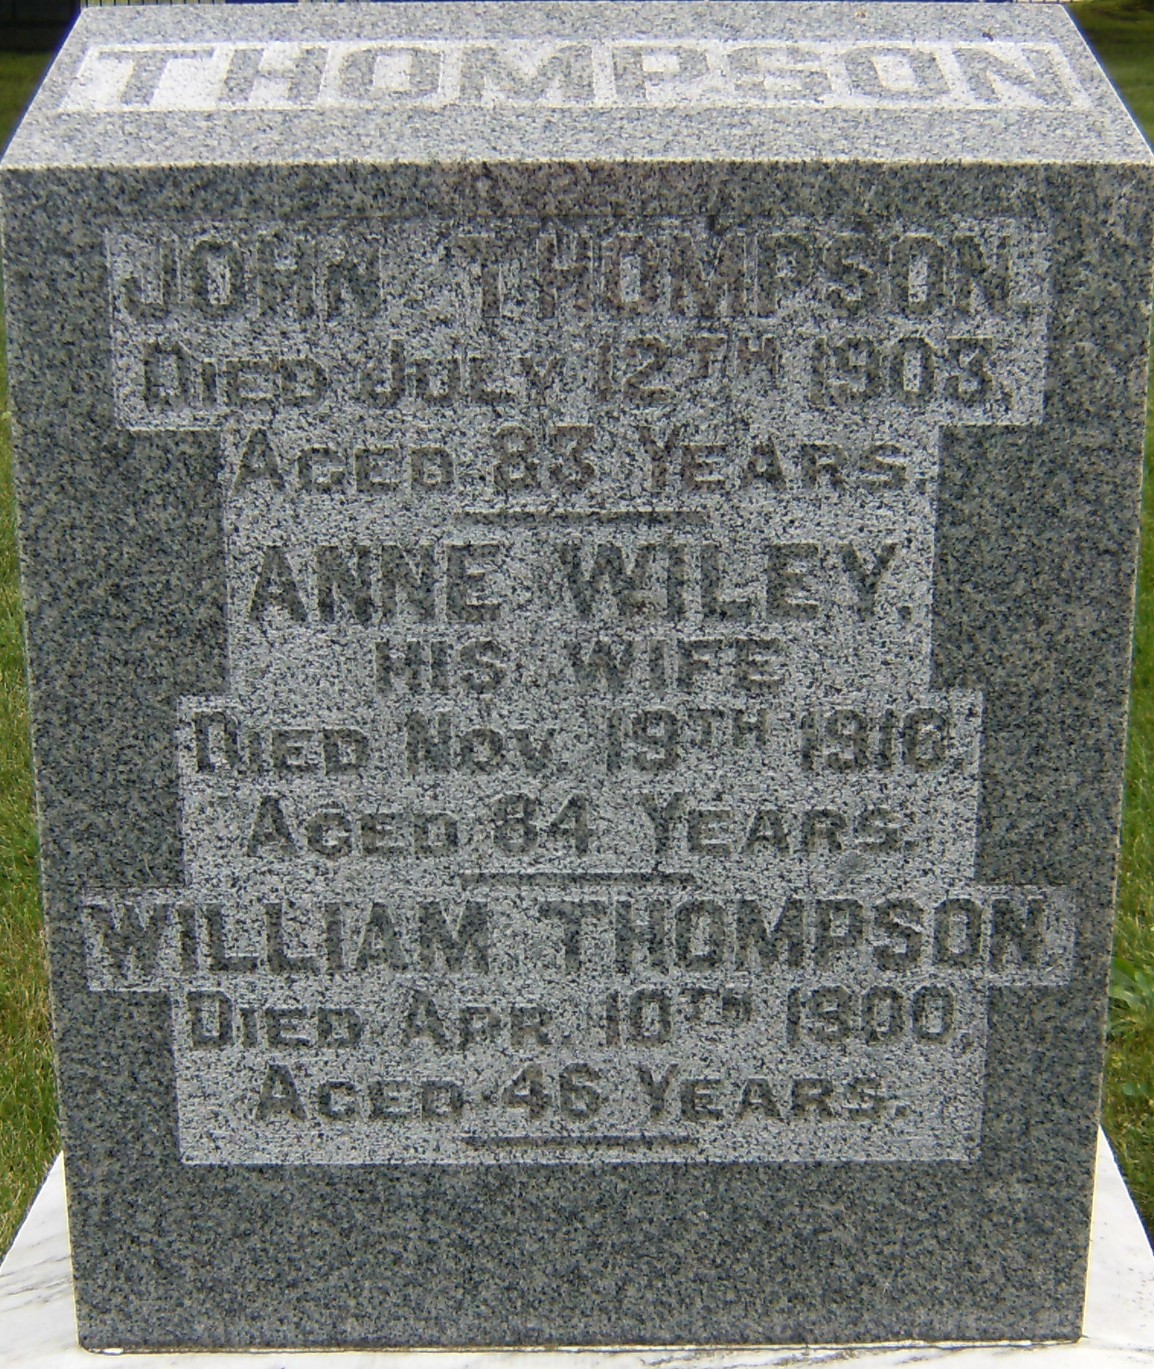 THOMPSON
JOHN THOMPSON
DIED JULY 12TH 1903.
AGED 83 YEARS.
ANNE WILEY.
HIS WIFE
DIED NOV. 19TH 1916.
AGED 84 YEARS.
WILLIAM THOMPSON.
DIED APR. 10TH 1900.
AGED 46 YEARS.